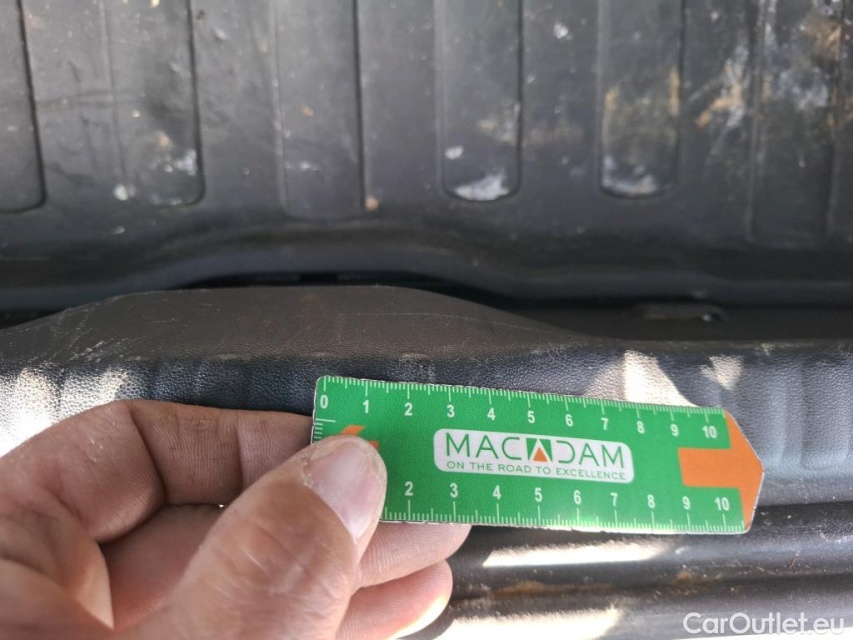 0 1 2 3 4 5 6 7 8 9 10
MACADAM
ON THE ROAD TO EXCELLENCE
2 3 4 5 6 7 8 9 10
CarOutlet.eu